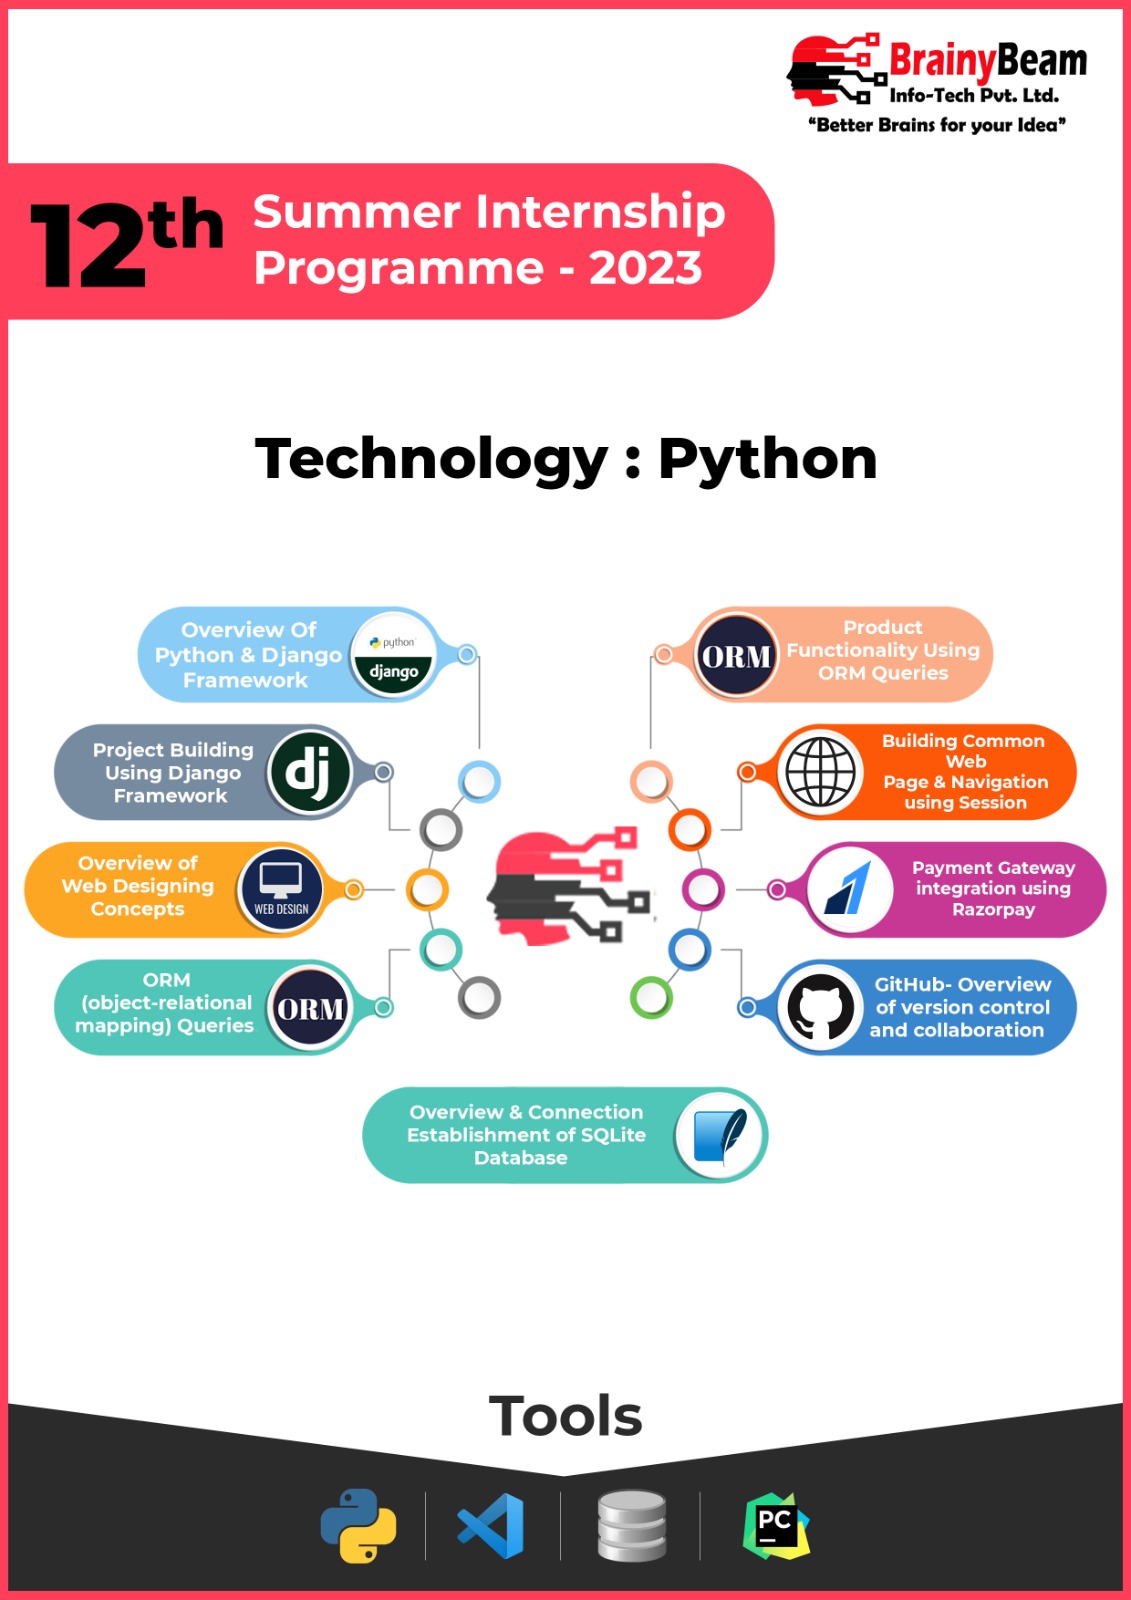 BrainyBeam
Info-Tech Pvt. Ltd.
“Better Brains for your Idea”
12th
Summer Internship
Programme - 2023
Technology : Python
Overview Of
Python & Django
Framework
python
django
Project Building
Using Django
Framework
dj
Overview of
Web Designing
Concepts
WEB DESIGN
ORM
(object-relational
mapping) Queries
ORM
ORM
Product
Functionality Using
ORM Queries
Building Common
Web
Page & Navigation
using Session
Payment Gateway
integration using
Razorpay
GitHub- Overview
of version control
and collaboration
Overview & Connection
Establishment of SQLite
Database
Tools
PC